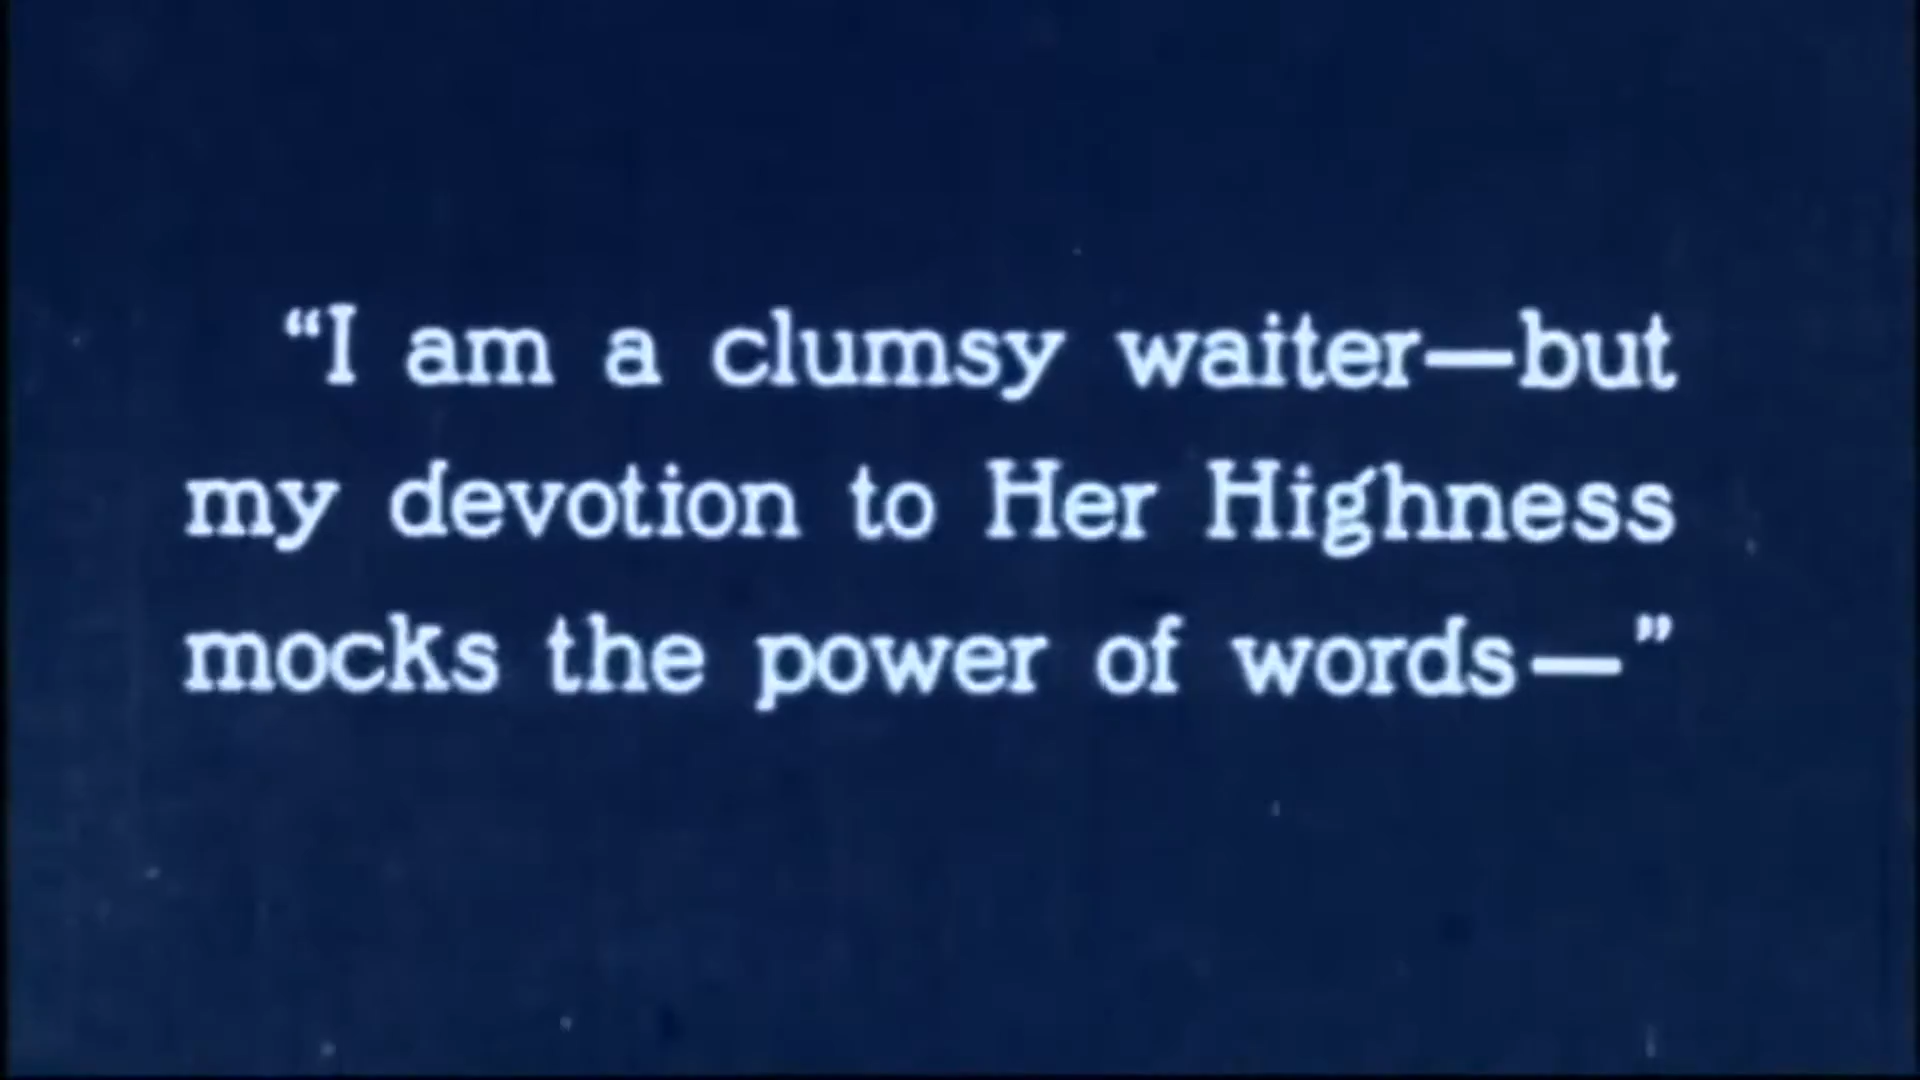 “I am a clumsy waiter—but
my devotion to Her Highness
mocks the power of words—”